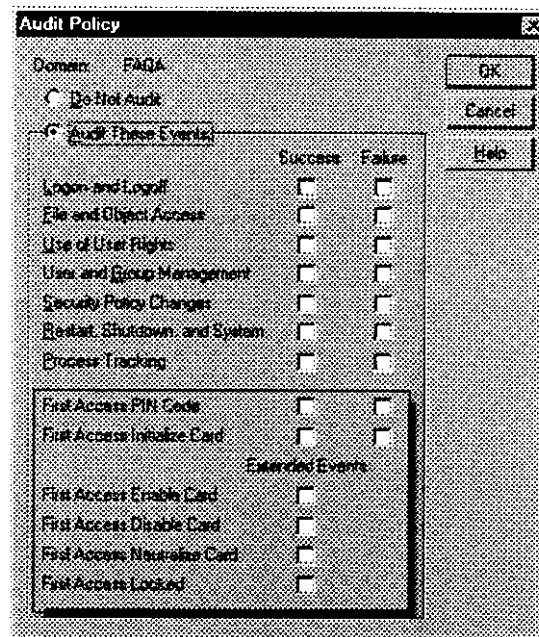 Audit Policy
Domain: FAQA
Do Not Audit
Audit These Events:
OK
Cancel
Help
Success Failure
Logon and Logoff
File and Object Access
Use of User Rights
User and Group Management
Security Policy Changes
Restart, Shutdown, and System
Process Tracking
First Access PIN Code
First Access Initialize Card
Extended Events
First Access Enable Card
First Access Disable Card
First Access Neutralize Card
First Access Locked